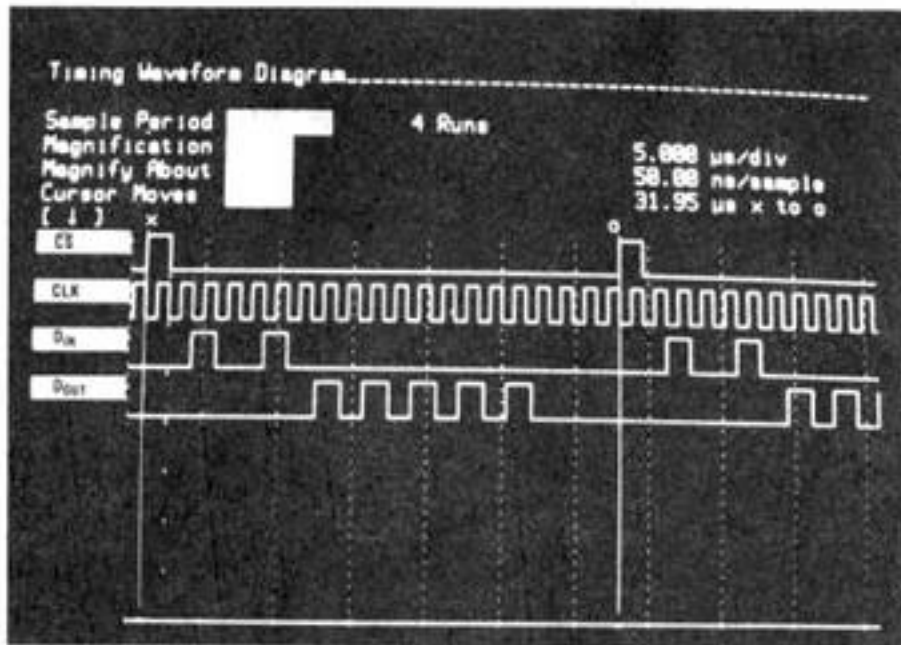 Timing Waveform Diagram
Sample Period
4 Runs
Magnification
5.000 µs/div
Magnify About
50.00 ns/sample
Cursor Moves
31.95 µs x to o
[ ↓ ]
x
o
CS
CLK
DIN
DOUT